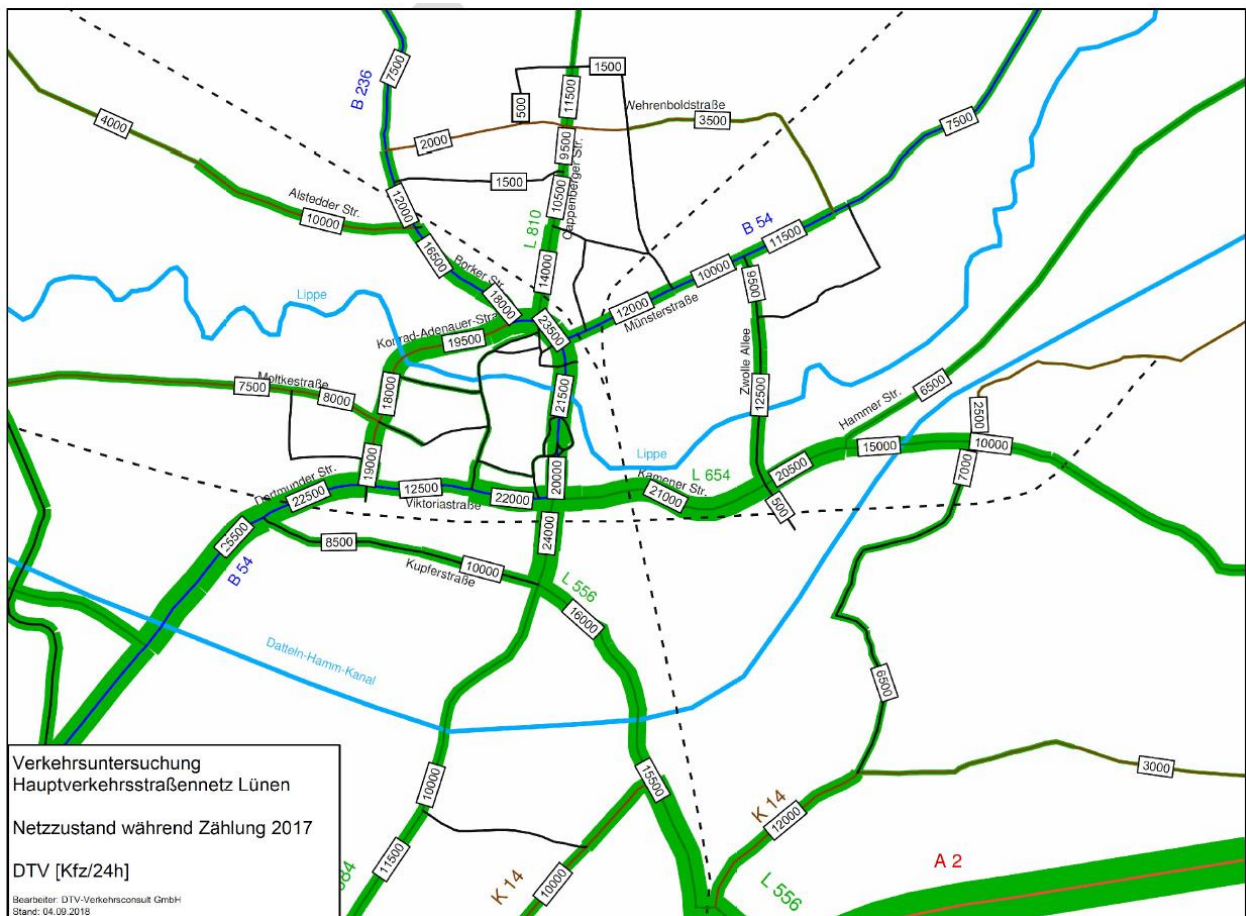 1500
B 236
7500
500
11500
Wehrenboldstraße
3500
7500
4000
2000
9500
Cappenberger Str.
1500
10500
Alstedder Str.
10000
12000
L 810
B 54
11500
16500
Borker Str.
14000
10000
9500
Lippe
18000
12000
Münsterstraße
23500
Konrad-Adenauer-Stra
19500
Zwolle Allee
Moltkestraße
7500
8000
18000
21500
12500
Hammer Str.
6500
2500
15000
10000
Lippe
L 654
7000
19000
Dortmunder Str.
22500
12500
Viktoriastraße
22000
20000
Kamener Str.
21000
20500
500
25500
B 54
8500
10000
Kupferstraße
24000
L 556
16000
Datteln-Hamm-Kanal
6500
3000
15500
10000
K 14
12000
11500
584
K 14
10000
L 556
A 2
Verkehrsuntersuchung
Hauptverkehrsstraßennetz Lünen
Netzzustand während Zählung 2017
DTV [Kfz/24h]
Bearbeiter: DTV-Verkehrsconsult GmbH
Stand: 04.09.2018